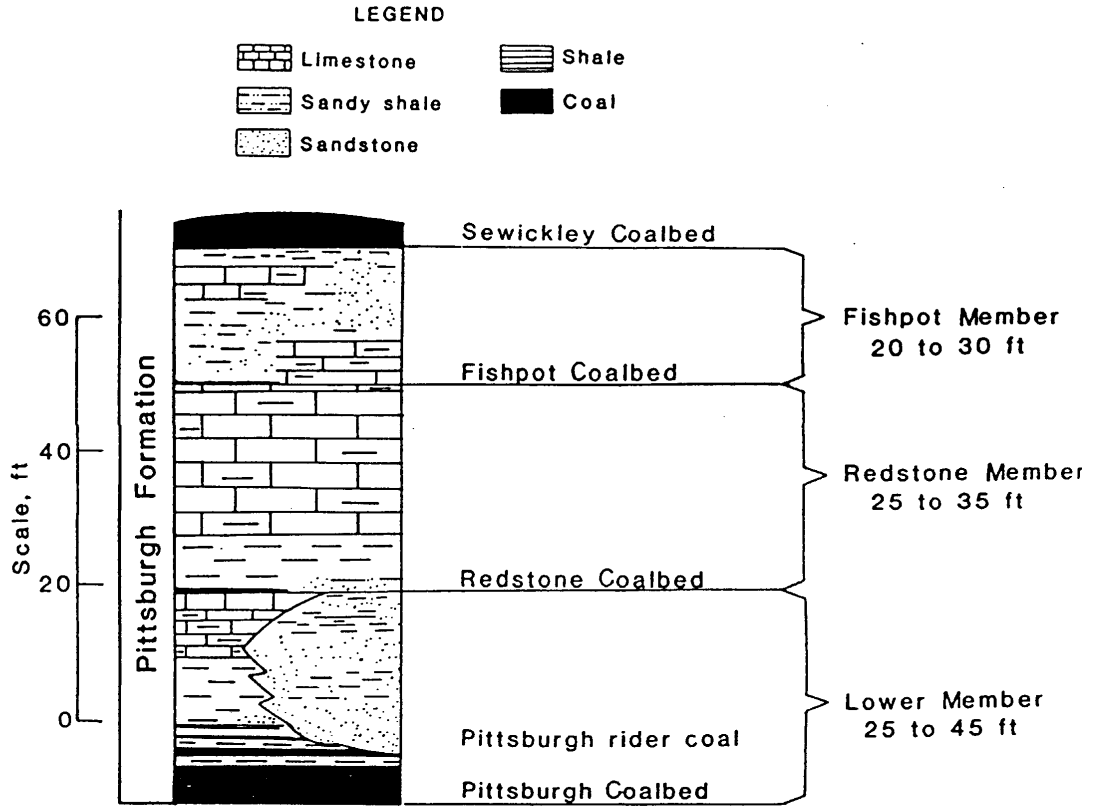 LEGEND
Limestone
Shale
Sandy shale
Coal
Sandstone
Sewickley Coalbed
60
Fishpot Member
20 to 30 ft
Fishpot Coalbed
Pittsburgh Formation
40
Scale, ft
Redstone Member
25 to 35 ft
20
Redstone Coalbed
0
Lower Member
25 to 45 ft
Pittsburgh rider coal
Pittsburgh Coalbed